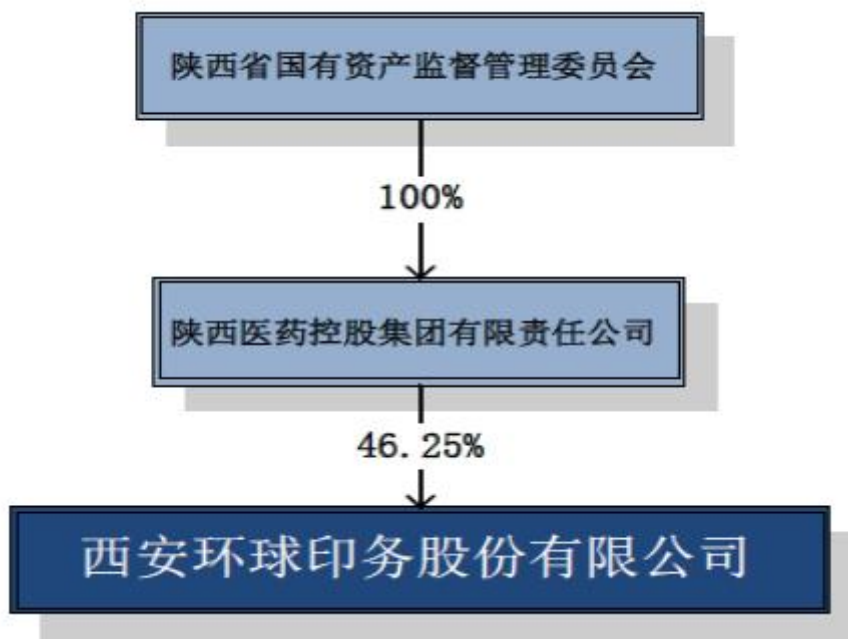 陕西省国有资产监督管理委员会
100%
陕西医药控股集团有限责任公司
46.25%
西安环球印务股份有限公司